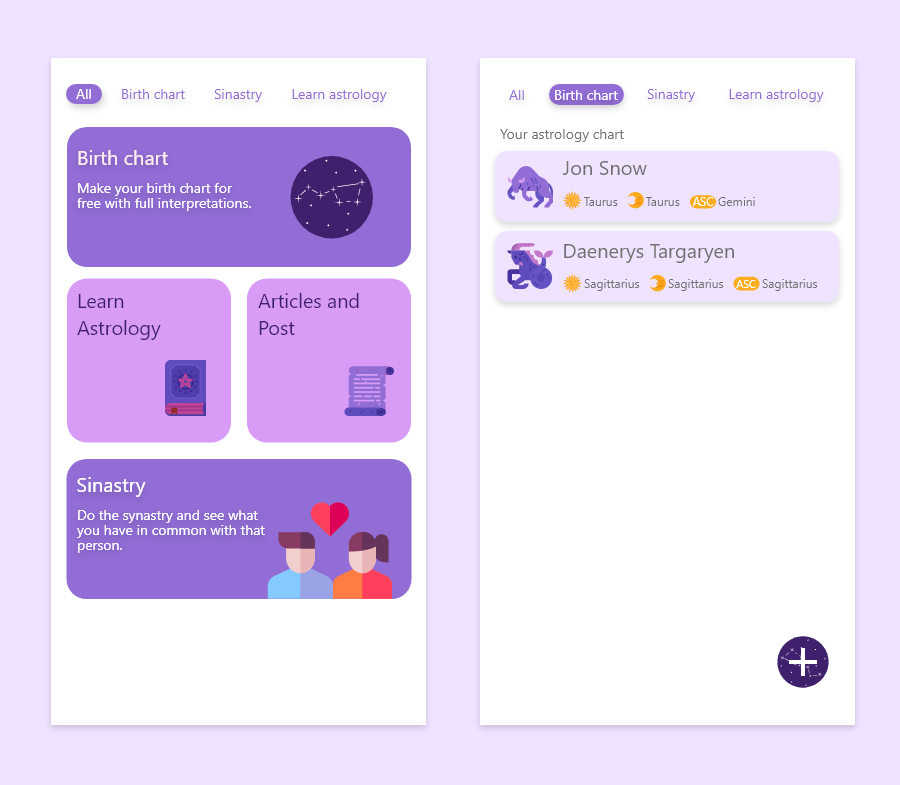 All Birth chart Sinastry Learn astrology
Birth chart
Make your birth chart for
free with full interpretations.
Learn
Astrology
Articles and
Post
Sinastry
Do the synastry and see what
you have in common with that
person.
All Birth chart Sinastry Learn astrology
Your astrology chart
Jon Snow
Taurus Taurus ASC Gemini
Daenerys Targaryen
Sagittarius Sagittarius ASC Sagittarius